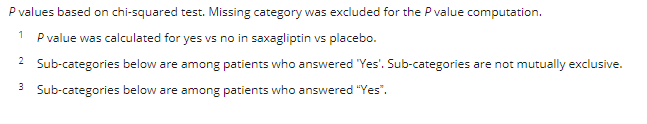 P values based on chi-squared test. Missing category was excluded for the P value computation.
1 P value was calculated for yes vs no in saxagliptin vs placebo.
2 Sub-categories below are among patients who answered 'Yes'. Sub-categories are not mutually exclusive.
3 Sub-categories below are among patients who answered “Yes”.